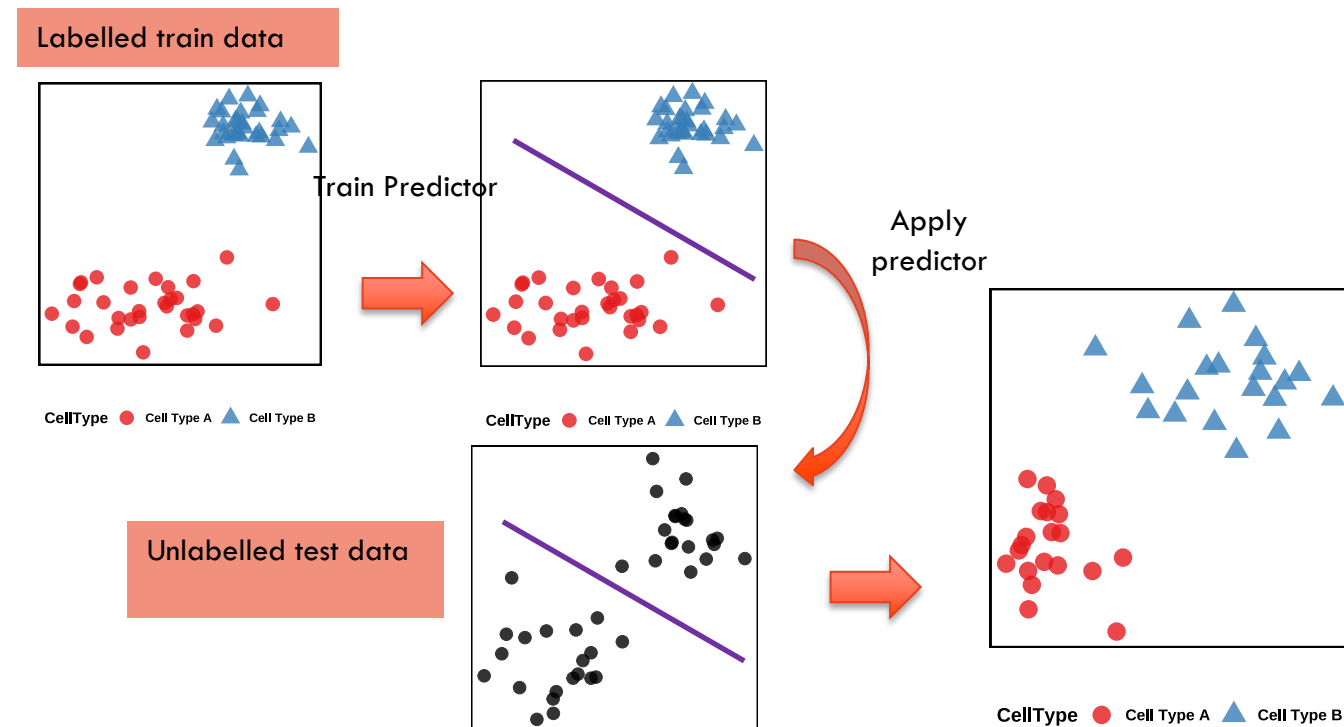 Labelled train data
Train Predictor
Apply
predictor
CellType Cell Type A Cell Type B
CellType Cell Type A Cell Type B
Unlabelled test data
CellType Cell Type A Cell Type B